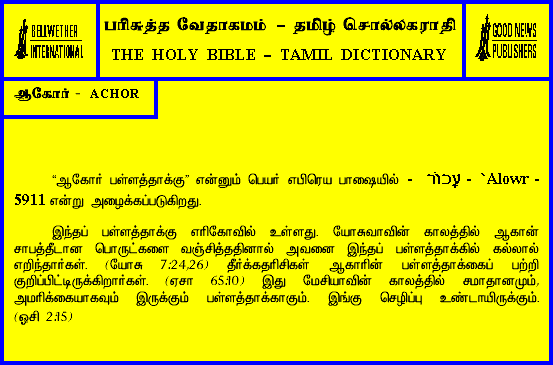 BELLWETHER
INTERNATIONAL
பரிசுத்த வேதாகமம் – தமிழ் சொல்லகராதி
THE HOLY BIBLE – TAMIL DICTIONARY
GOOD NEWS
PUBLISHERS
ஆகோர் - ACHOR
“ஆகோர் பள்ளத்தாக்கு” என்னும் பெயர் எபிரெய பாஷையில் - - `Alowr -
5911 என்று அழைக்கப்படுகிறது.
இந்தப் பள்ளத்தாக்கு எரிகோவில் உள்ளது. யோசுவாவின் காலத்தில் ஆகான்
சாபத்தீடான பொருட்களை வஞ்சித்ததினால் அவனை இந்தப் பள்ளத்தாக்கில் கல்லால்
எறிந்தார்கள். (யோசு 7:24,26) தீர்க்கதரிசிகள் ஆகாரின் பள்ளத்தாக்கைப் பற்றி
குறிப்பிட்டிருக்கிறார்கள். (ஏசா 65:10) இது மேசியாவின் காலத்தில் சமாதானமும்,
அமரிக்கையாகவும் இருக்கும் பள்ளத்தாக்காகும். இங்கு செழிப்பு உண்டாயிருக்கும்.
(ஓசி 2:15)